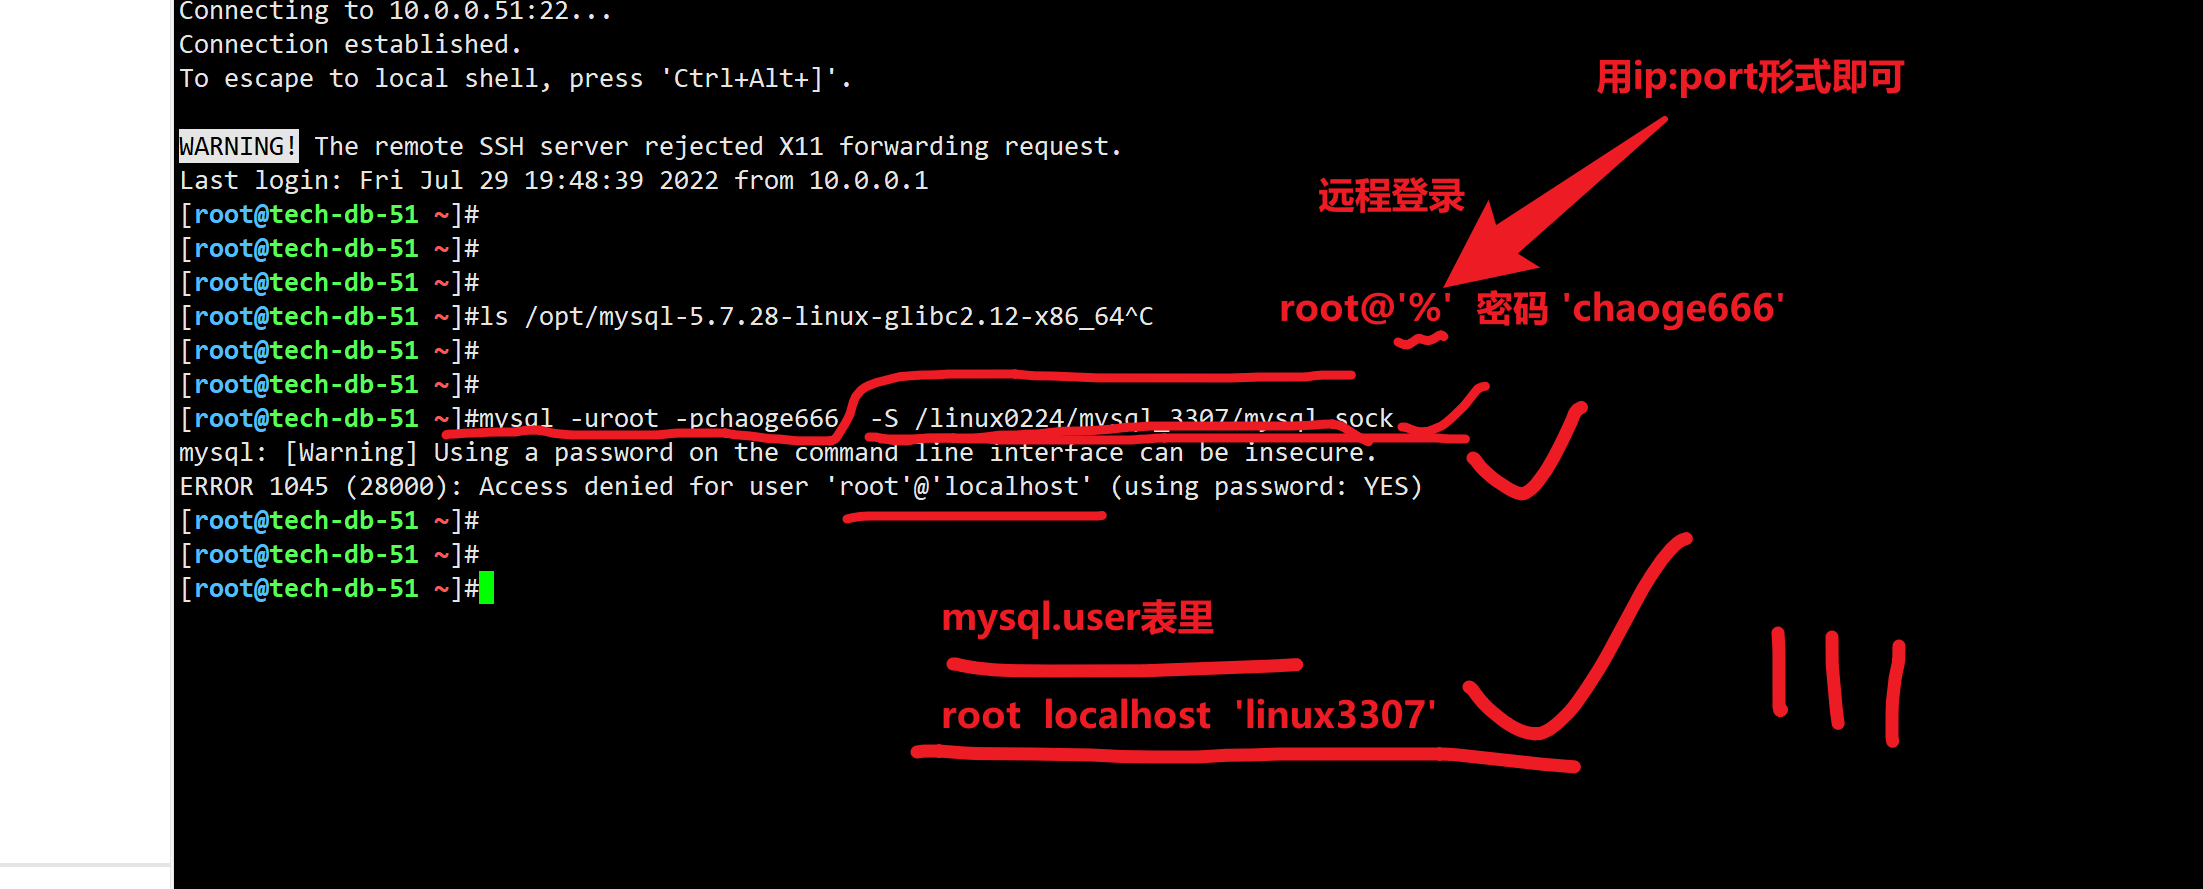 Connecting to 10.0.0.51:22...
Connection established.
To escape to local shell, press 'Ctrl+Alt+]'.
用ip:port形式即可
WARNING! The remote SSH server rejected X11 forwarding request.
Last login: Fri Jul 29 19:48:39 2022 from 10.0.0.1
远程登录
[root@tech-db-51 ~]#
[root@tech-db-51 ~]#
[root@tech-db-51 ~]#
root@'%' 密码 'chaoge666'
[root@tech-db-51 ~]#ls /opt/mysql-5.7.28-linux-glibc2.12-x86_64^C
[root@tech-db-51 ~]#
[root@tech-db-51 ~]#
[root@tech-db-51 ~]#mysql -uroot -pchaoge666  -S /linux0224/mysql_3307/mysql.sock
mysql: [Warning] Using a password on the command line interface can be insecure.
ERROR 1045 (28000): Access denied for user 'root'@'localhost' (using password: YES)
[root@tech-db-51 ~]#
[root@tech-db-51 ~]#
[root@tech-db-51 ~]#
mysql.user表里
root localhost 'linux3307'